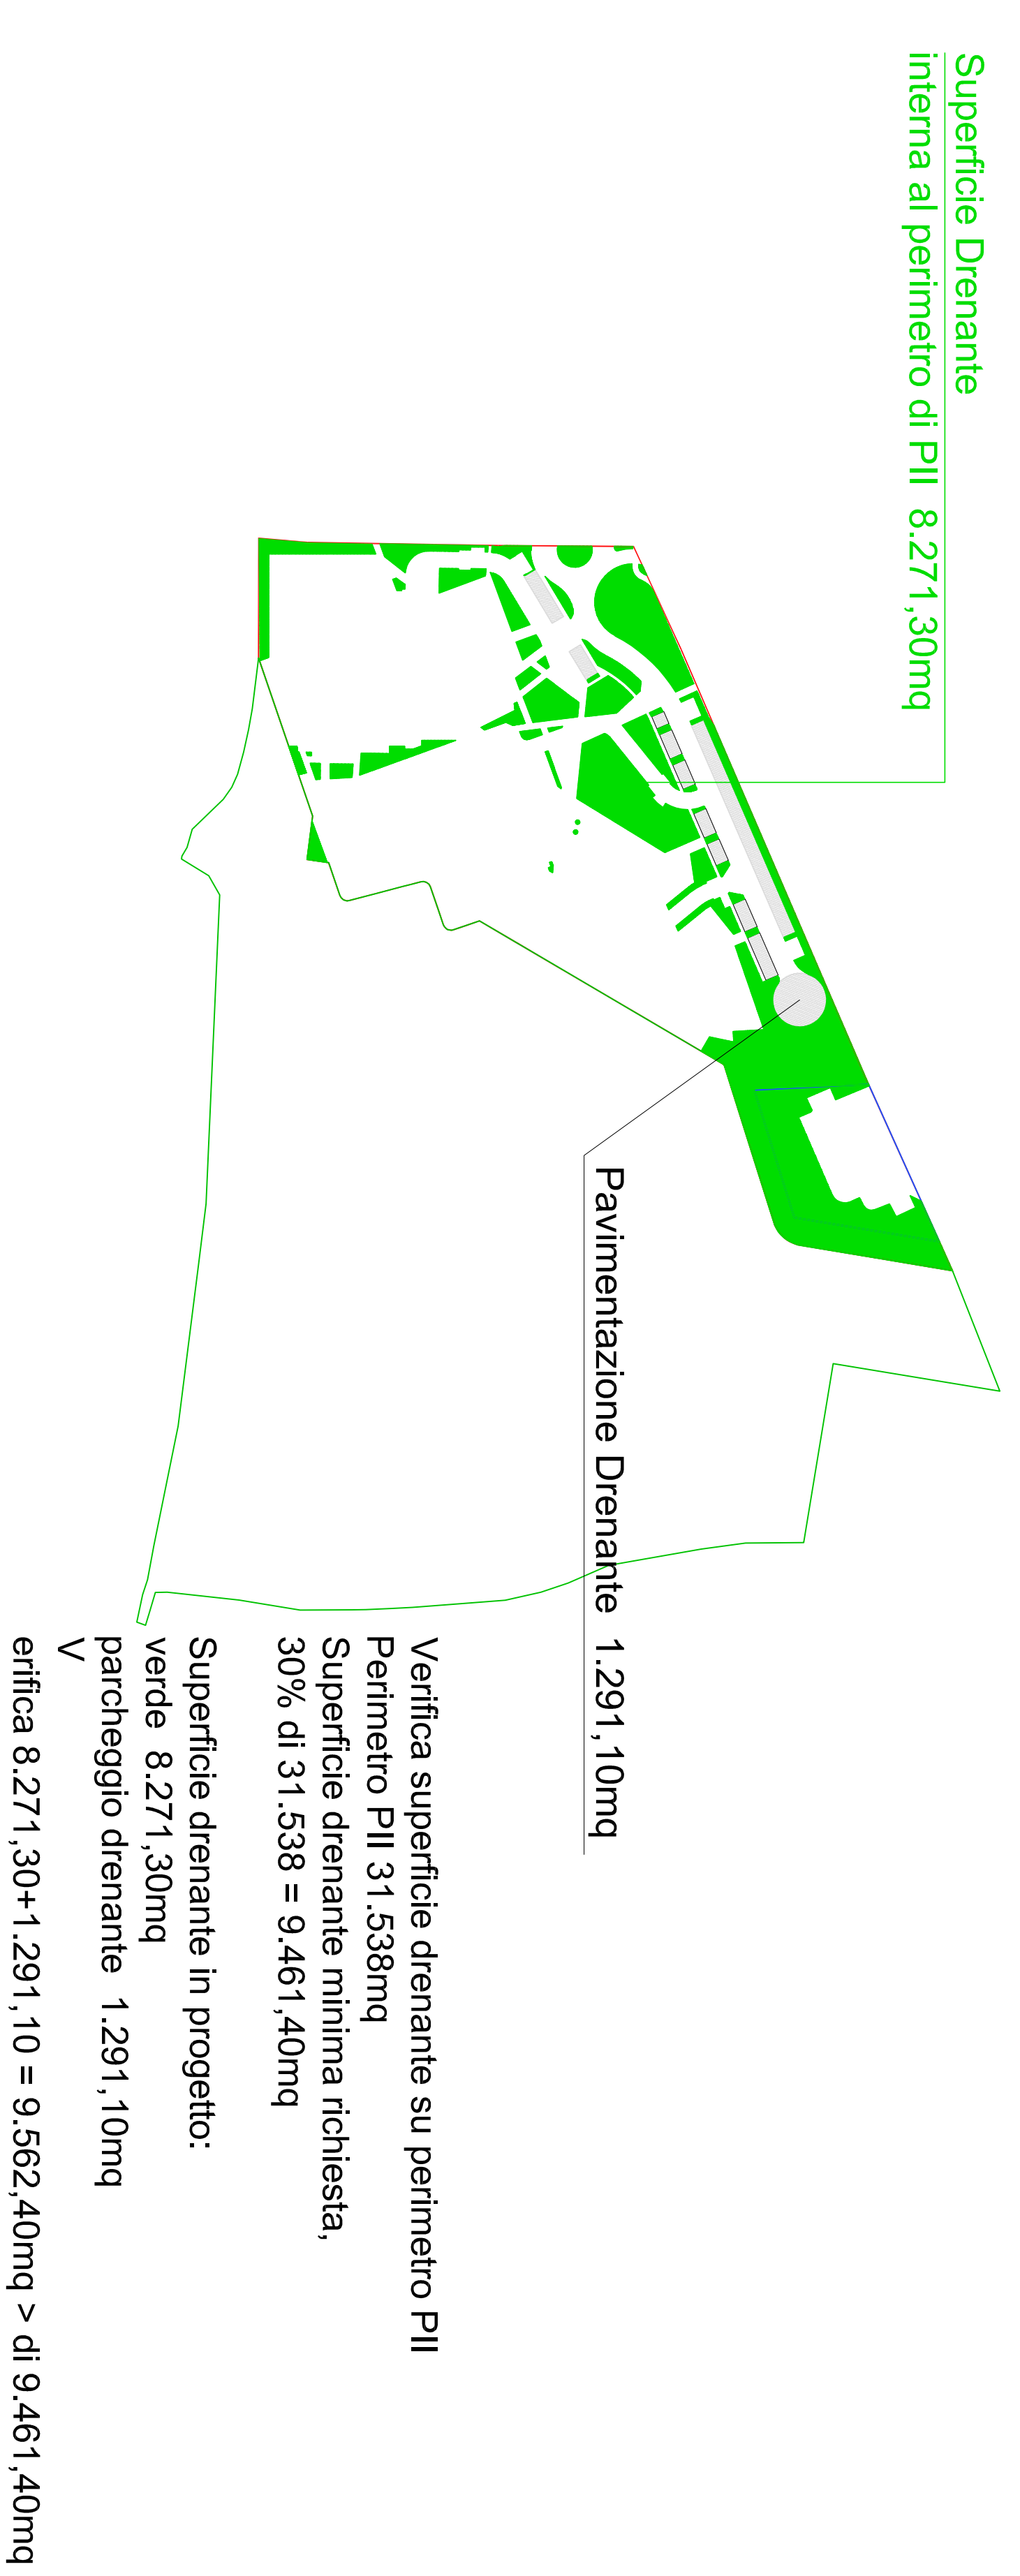 Superficie Drenante
interna al perimetro di PII 8.271,30mq
Pavimentazione Drenante 1.291,10mq
Verifica superficie drenante su perimetro PII
Perimetro PII 31.538mq
Superficie drenante minima richiesta,
30% di 31.538 = 9.461,40mq
Superficie drenante in progetto:
verde 8.271,30mq
parcheggio drenante 1.291,10mq
V
erifica 8.271,30+1.291,10 = 9.562,40mq > di 9.461,40mq